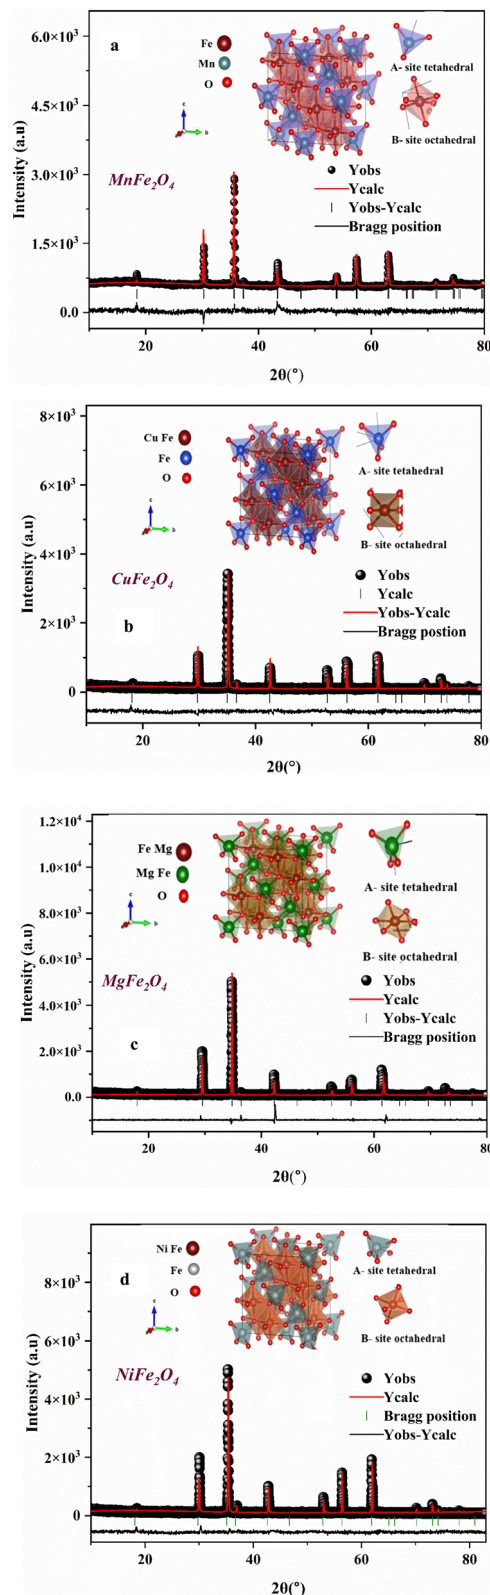 a
Fe
Mn
O
A- site tetahedral
B- site octahedral
c
a
b
MnFe2O4
Yobs
Ycalc
Yobs-Ycalc
Bragg position
Intensity (a.u)
6.0×10³
4.5×10³
3.0×10³
1.5×10³
0.0
20
40
60
80
2θ(°)
Cu Fe
Fe
O
A- site tetahedral
B- site octahedral
c
a
b
CuFe2O4
b
Yobs
Ycalc
Yobs-Ycalc
Bragg postion
Intensity (a.u)
8×10³
6×10³
4×10³
2×10³
0
20
40
60
80
2θ(°)
Fe Mg
Mg Fe
O
A- site tetahedral
B- site octahedral
c
a
b
MgFe2O4
c
Yobs
Ycalc
Yobs-Ycalc
Bragg position
Intensity (a.u)
1.2×10⁴
1.0×10⁴
8.0×10³
6.0×10³
4.0×10³
2.0×10³
0.0
20
40
60
80
2θ(°)
d
Ni Fe
Fe
O
A- site tetahedral
B- site octahedral
c
a
b
NiFe2O4
Yobs
Ycalc
Bragg position
Yobs-Ycalc
Intensity (a.u)
8×10³
6×10³
4×10³
2×10³
0
20
40
60
80
2θ(°)